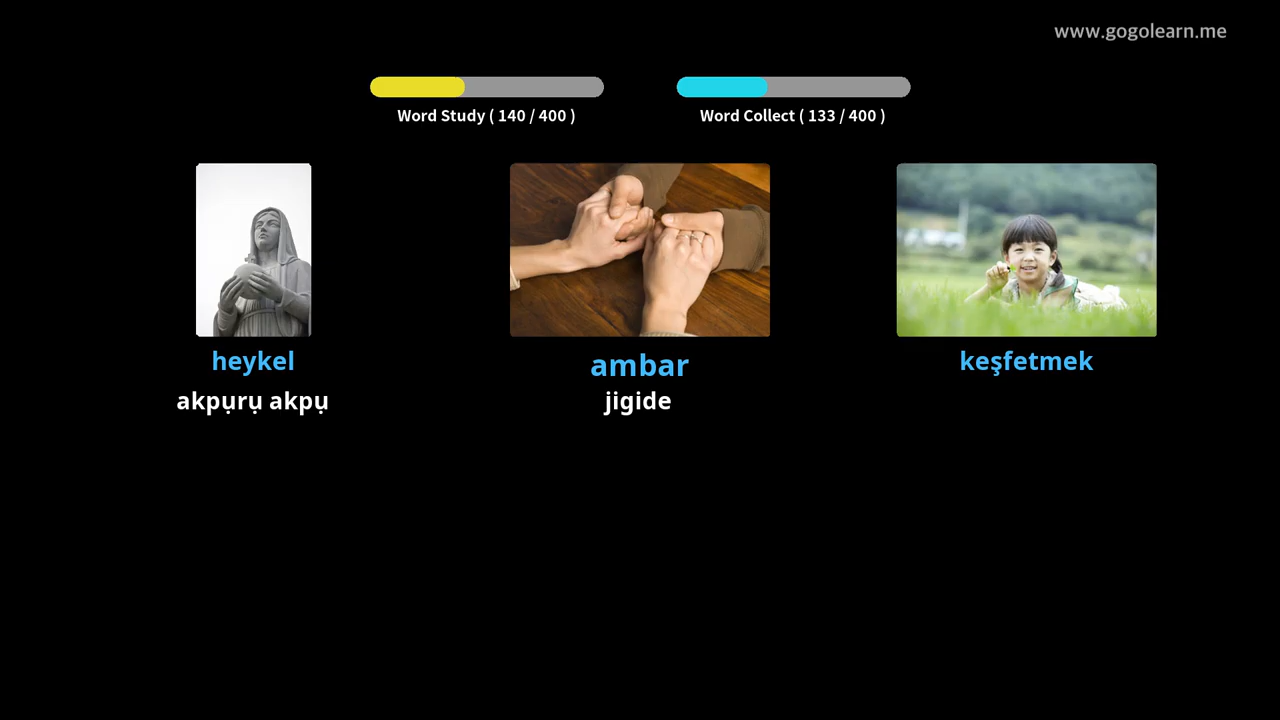 www.gogolearn.me
Word Study ( 140 / 400 )
Word Collect ( 133 / 400 )
heykel
ambar
keşfetmek
akpụrụ akpụ
jigide